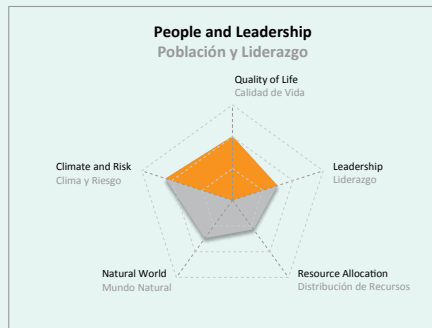 People and Leadership
Población y Liderazgo
Quality of Life
Calidad de Vida
Climate and Risk
Clima y Riesgo
Leadership
Liderazgo
Natural World
Mundo Natural
Resource Allocation
Distribución de Recursos